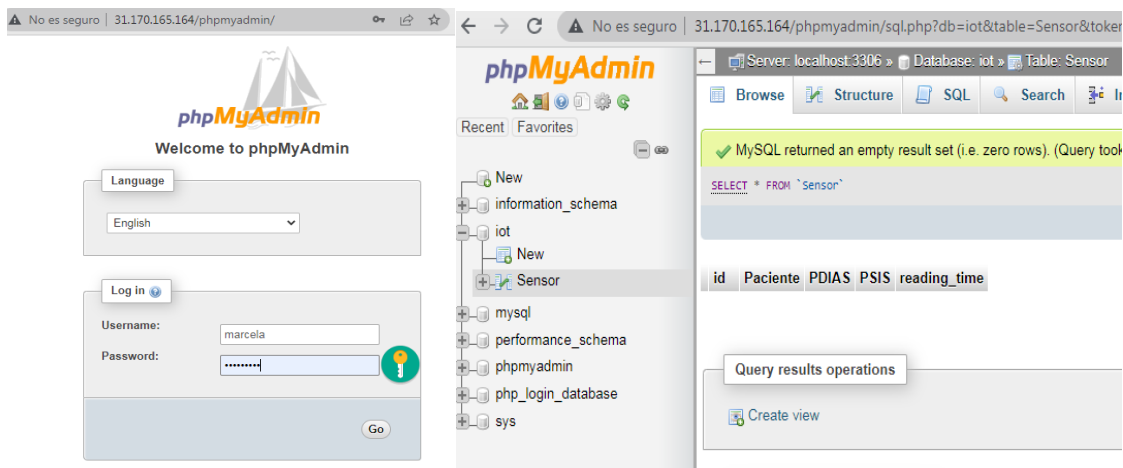 No es seguro | 31.170.165.164/phpmyadmin/
phpMyAdmin
Welcome to phpMyAdmin
Language
English
Log in
Username:
marcela
Password:
•••••••••
Go
No es seguro | 31.170.165.164/phpmyadmin/sql.php?db=iot&table=Sensor&token
phpMyAdmin
Recent Favorites
New
information_schema
iot
New
Sensor
mysql
performance_schema
phpmyadmin
php_login_database
sys
Server: localhost:3306 » Database: iot » Table: Sensor
Browse Structure SQL Search
MySQL returned an empty result set (i.e. zero rows). (Query took
SELECT * FROM `Sensor`
id Paciente PDIAS PSIS reading_time
Query results operations
Create view